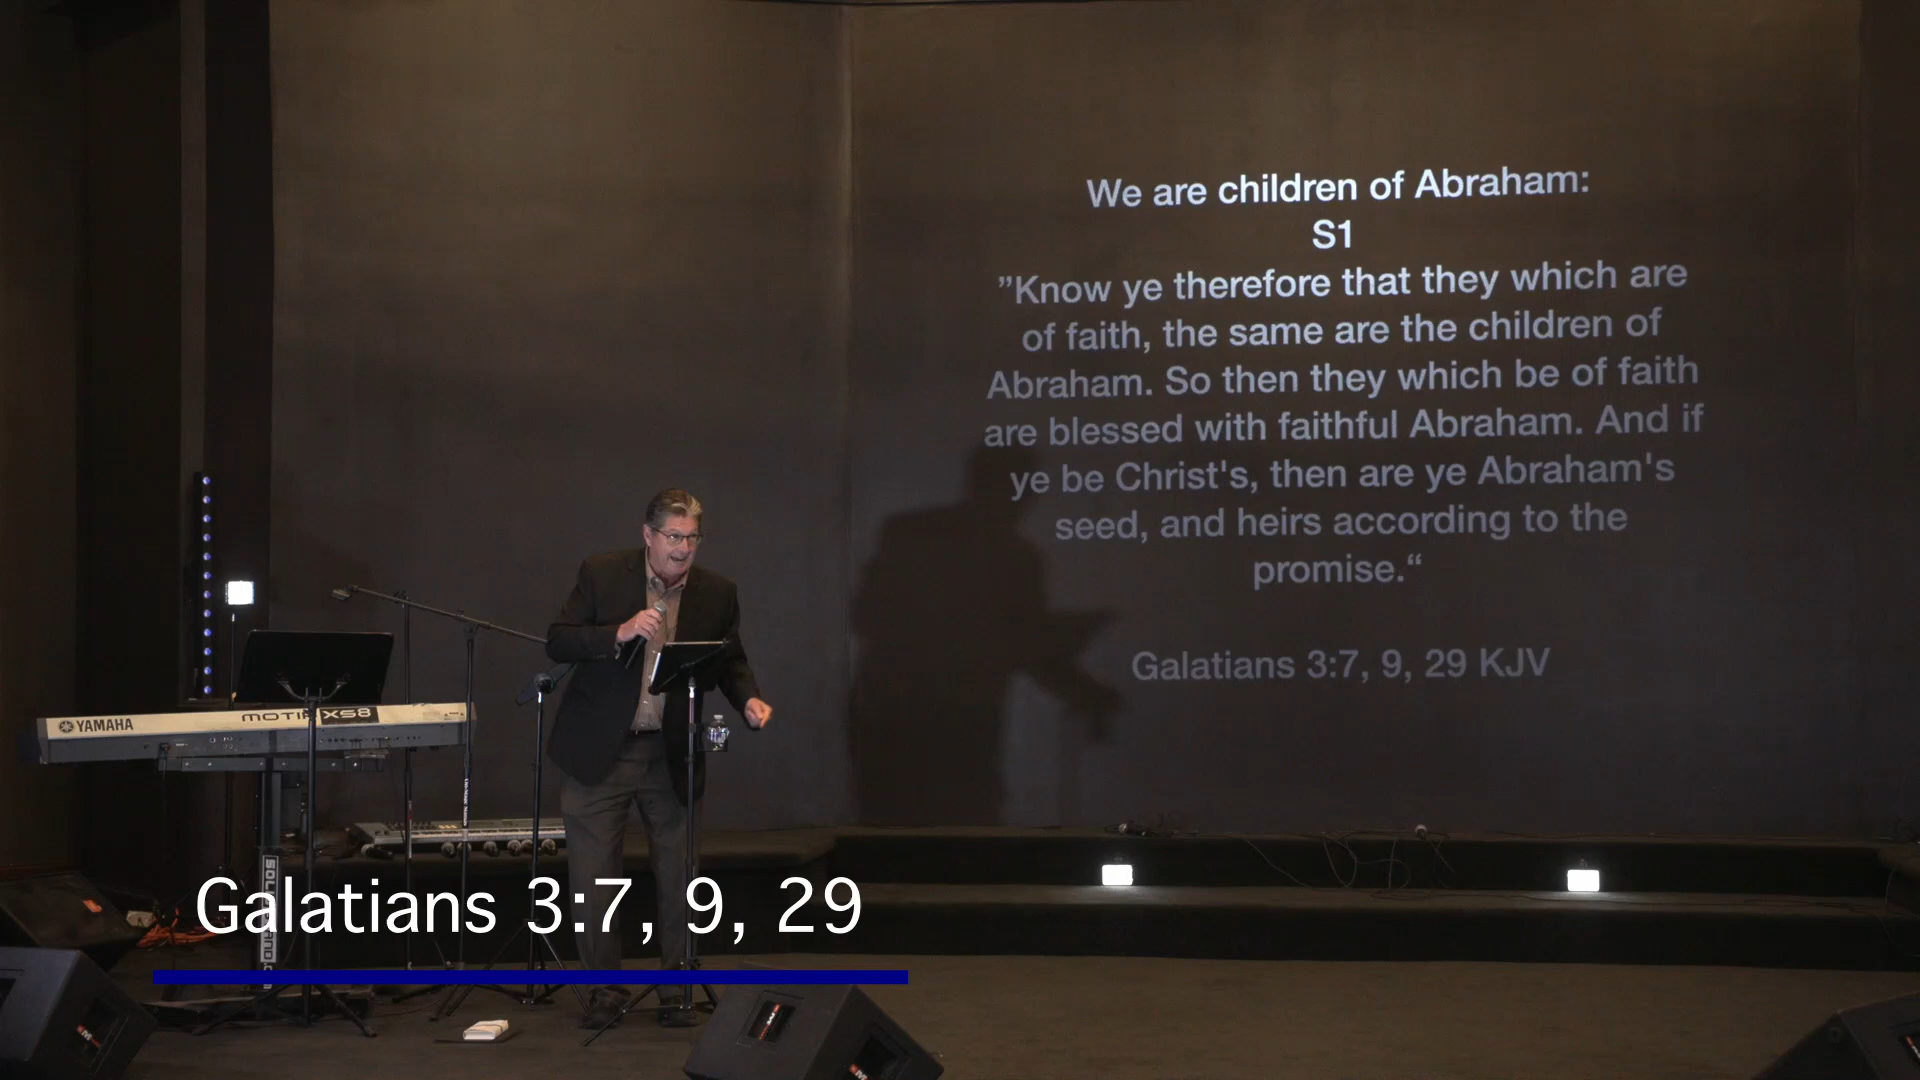 We are children of Abraham:
S1
”Know ye therefore that they which are
of faith, the same are the children of
Abraham. So then they which be of faith
are blessed with faithful Abraham. And if
ye be Christ's, then are ye Abraham's
seed, and heirs according to the
promise.“
Galatians 3:7, 9, 29 KJV
YAMAHA
XS8
Galatians 3:7, 9, 29